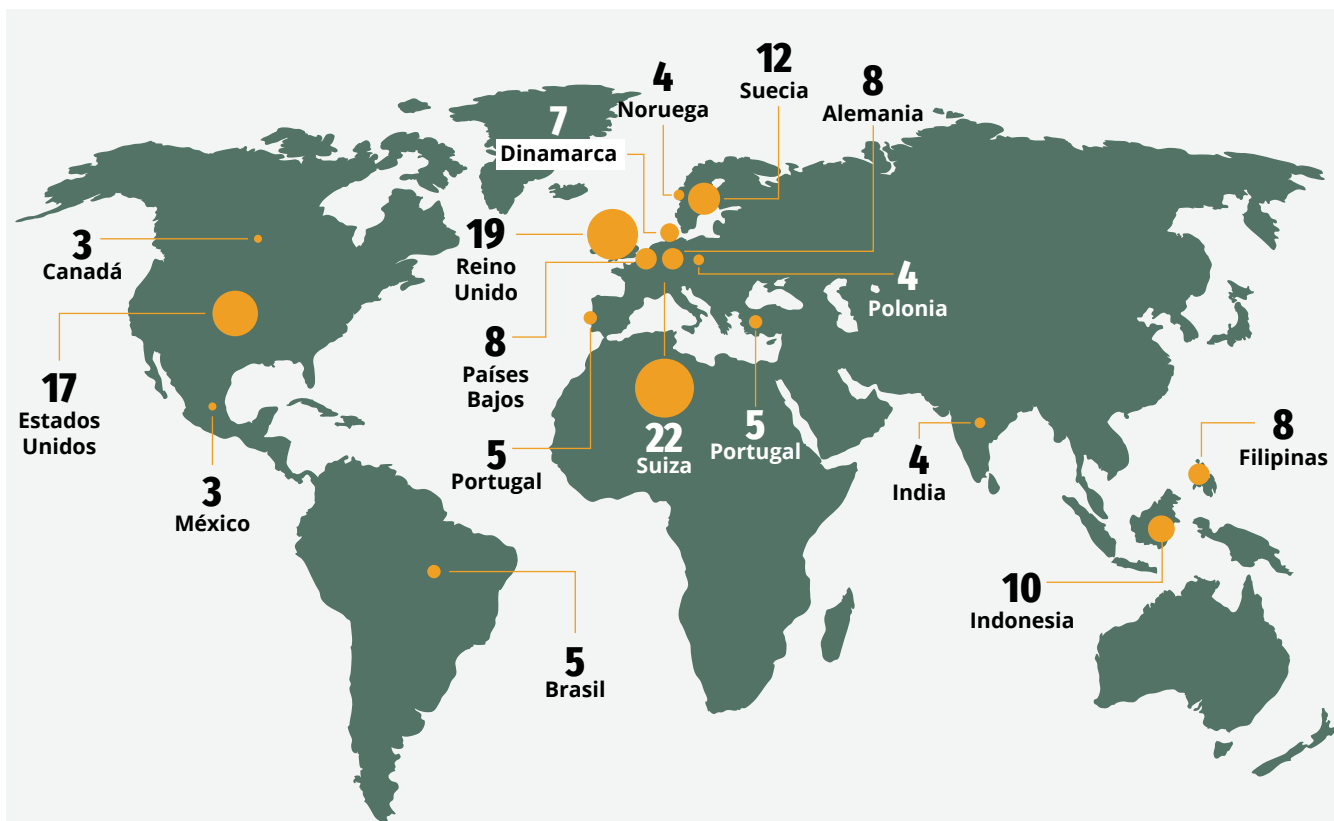 12
Suecia
4
Noruega
8
Alemania
7
Dinamarca
3
Canadá
19
Reino
Unido
4
Polonia
17
Estados
Unidos
8
Países
Bajos
22
Suiza
5
Portugal
5
Portugal
4
India
8
Filipinas
3
México
10
Indonesia
5
Brasil